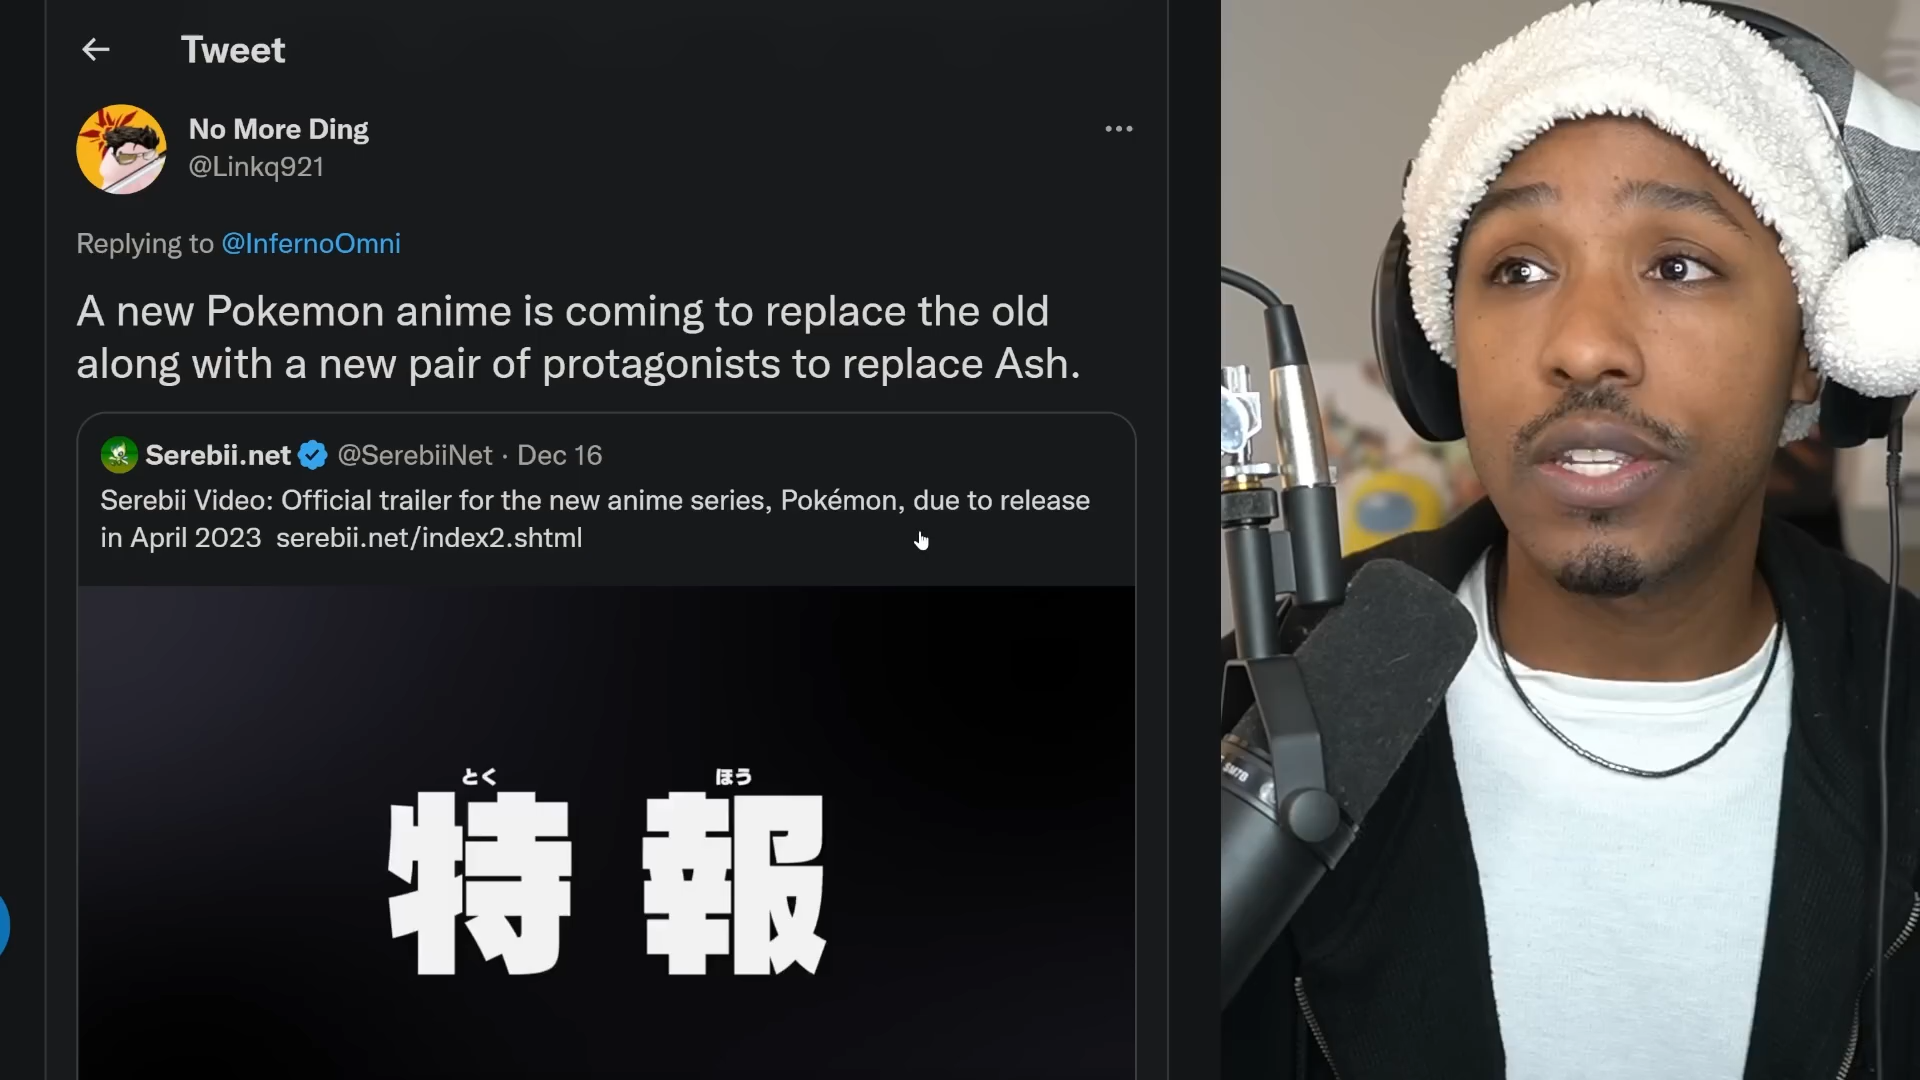 Tweet
No More Ding
@Linkq921
Replying to @InfernoOmni
A new Pokemon anime is coming to replace the old
along with a new pair of protagonists to replace Ash.
Serebii.net @SerebiiNet · Dec 16
Serebii Video: Official trailer for the new anime series, Pokémon, due to release
in April 2023 serebii.net/index2.shtml
とく ほう
特 報
SM7B